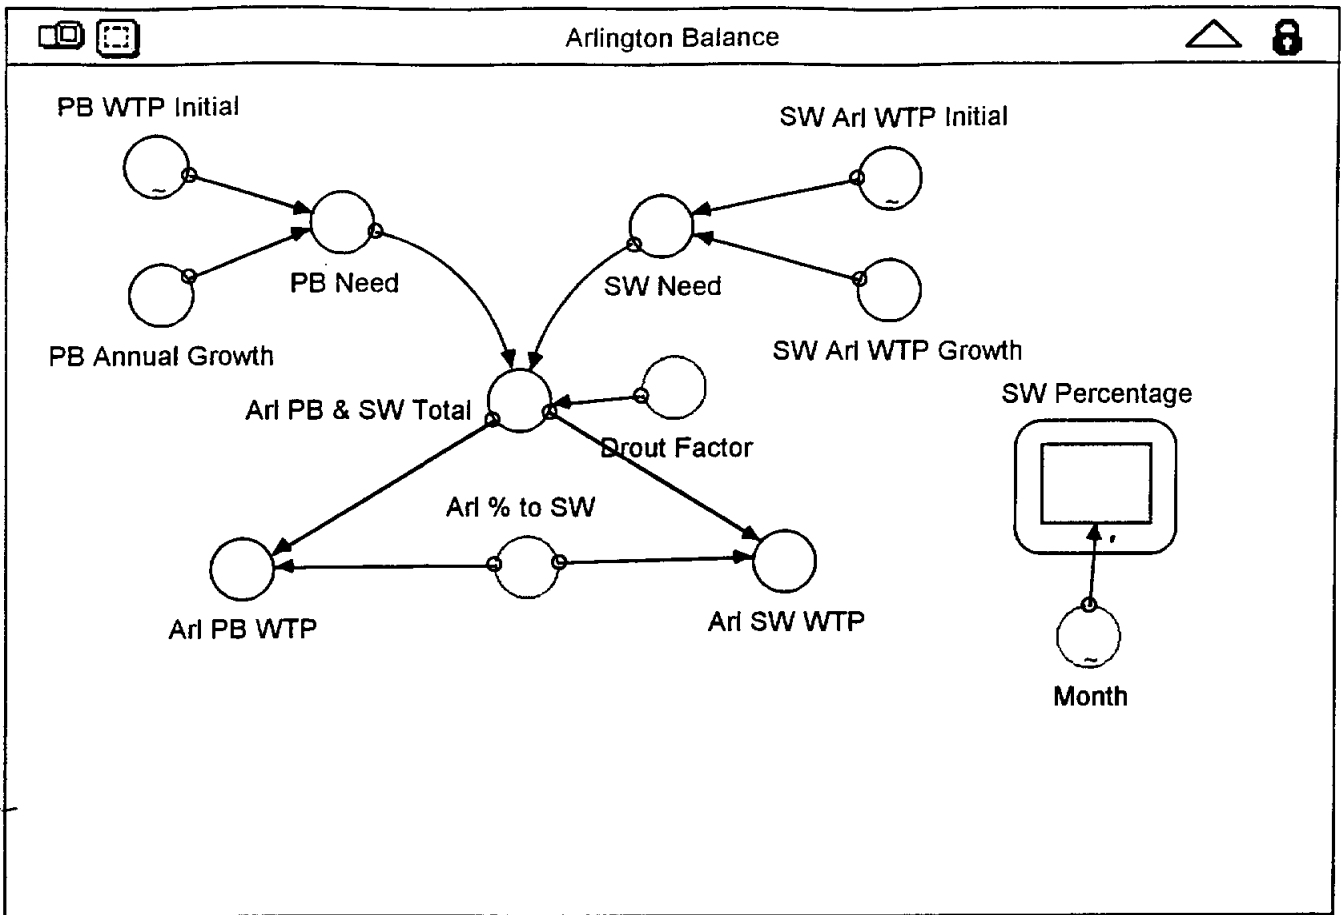 Arlington Balance
PB WTP Initial
SW Arl WTP Initial
PB Need
SW Need
PB Annual Growth
SW Arl WTP Growth
Arl PB & SW Total
SW Percentage
Drout Factor
Arl % to SW
Arl PB WTP
Arl SW WTP
Month